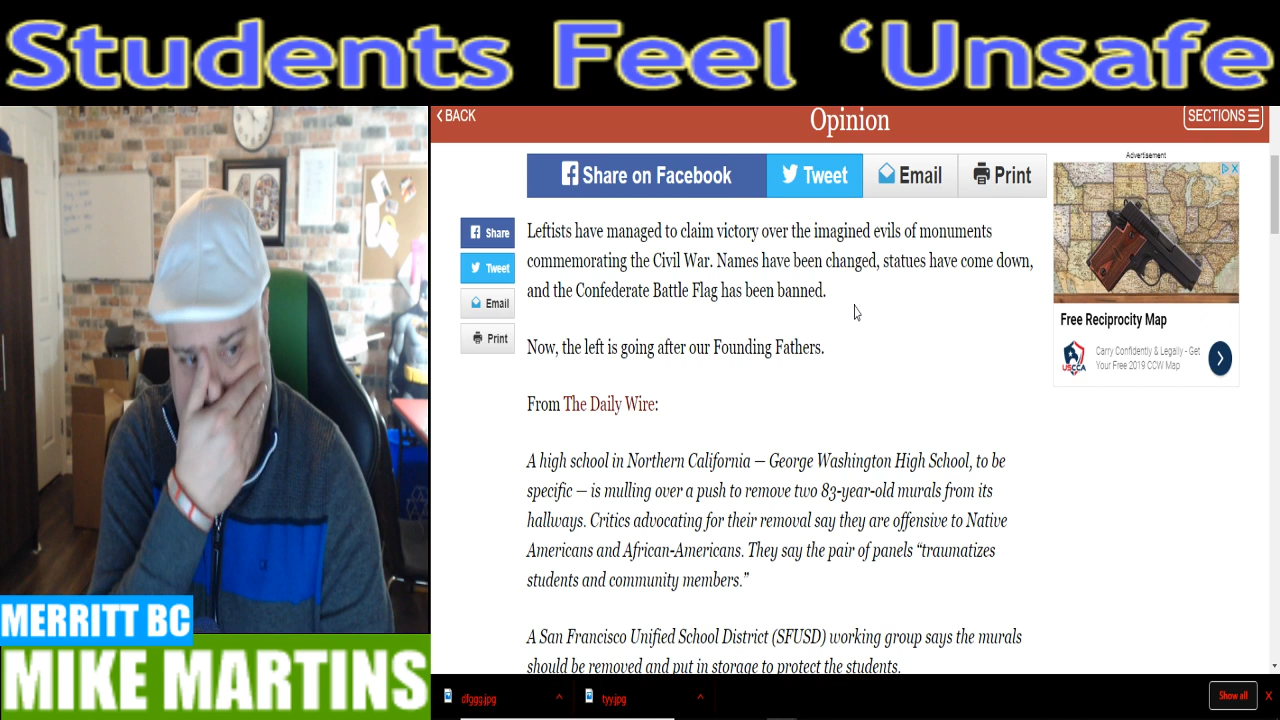 Students Feel ‘Unsafe
BACK
Opinion
SECTIONS
Advertisement
Share on Facebook
Tweet
Email
Print
Share
Tweet
Email
Print
Leftists have managed to claim victory over the imagined evils of monuments
commemorating the Civil War. Names have been changed, statues have come down,
and the Confederate Battle Flag has been banned.
Now, the left is going after our Founding Fathers.
From The Daily Wire:
A high school in Northern California — George Washington High School, to be
specific — is mulling over a push to remove two 83-year-old murals from its
hallways. Critics advocating for their removal say they are offensive to Native
Americans and African-Americans. They say the pair of panels “traumatizes
students and community members.”
A San Francisco Unified School District (SFUSD) working group says the murals
should be removed and put in storage to protect the students.
Free Reciprocity Map
USCCA
Carry Confidently & Legally - Get
Your Free 2019 CCW Map
MERRITT BC
MIKE MARTINS
dfggg.jpg
tyy.jpg
Show all
X